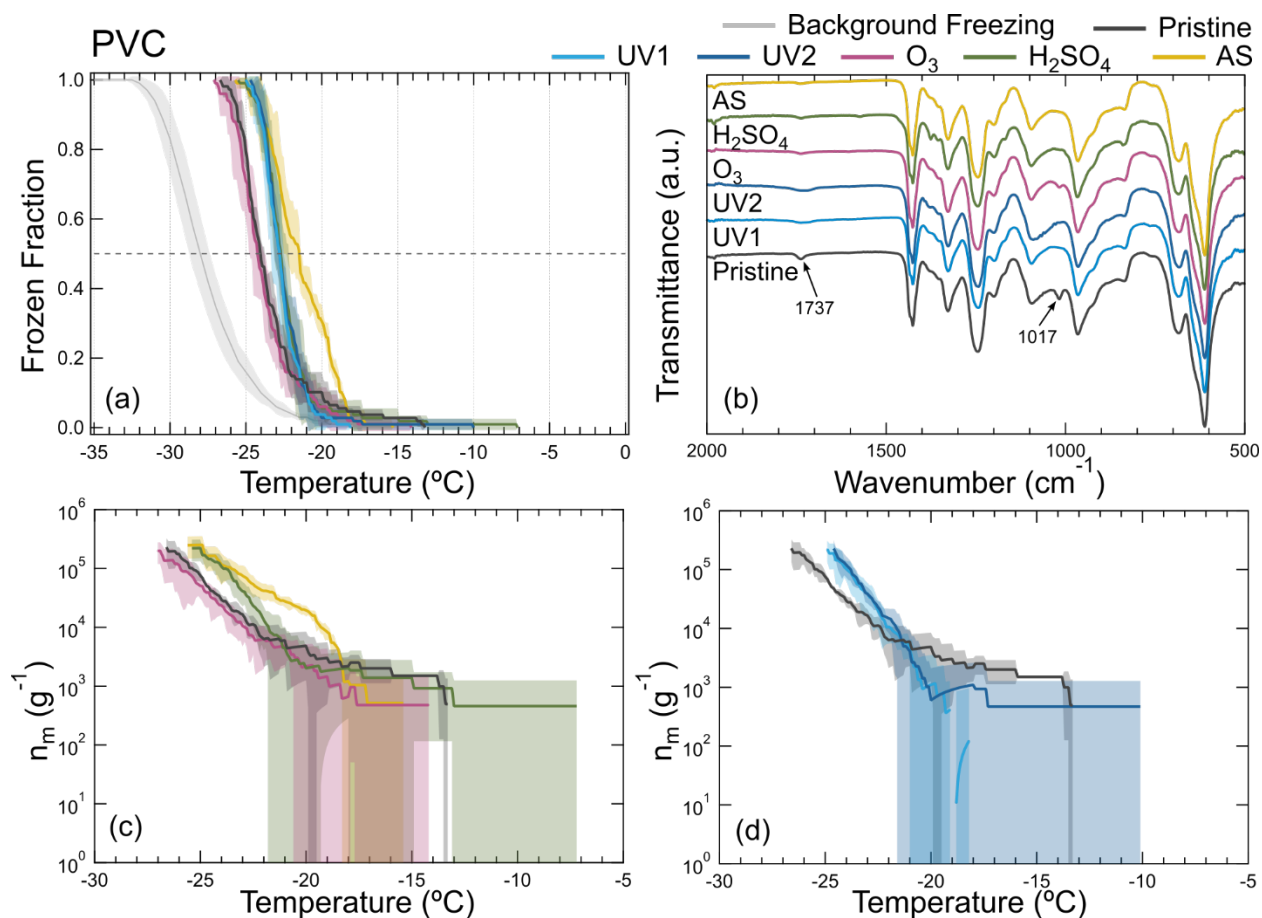 PVC
Background Freezing Pristine
UV1 UV2 O3 H2SO4 AS
1.0
0.8
0.6
0.4
0.2
0.0
Frozen Fraction
(a)
-35 -30 -25 -20 -15 -10 -5 0
Temperature (ºC)
Transmittance (a.u.)
AS
H2SO4
O3
UV2
UV1
Pristine
1737
1017
(b)
2000 1500 1000 500
Wavenumber (cm-1)
10^6
10^5
10^4
10^3
10^2
10^1
10^0
nm (g-1)
(c)
-30 -25 -20 -15 -10 -5
Temperature (ºC)
10^6
10^5
10^4
10^3
10^2
10^1
10^0
nm (g-1)
(d)
-30 -25 -20 -15 -10 -5
Temperature (ºC)